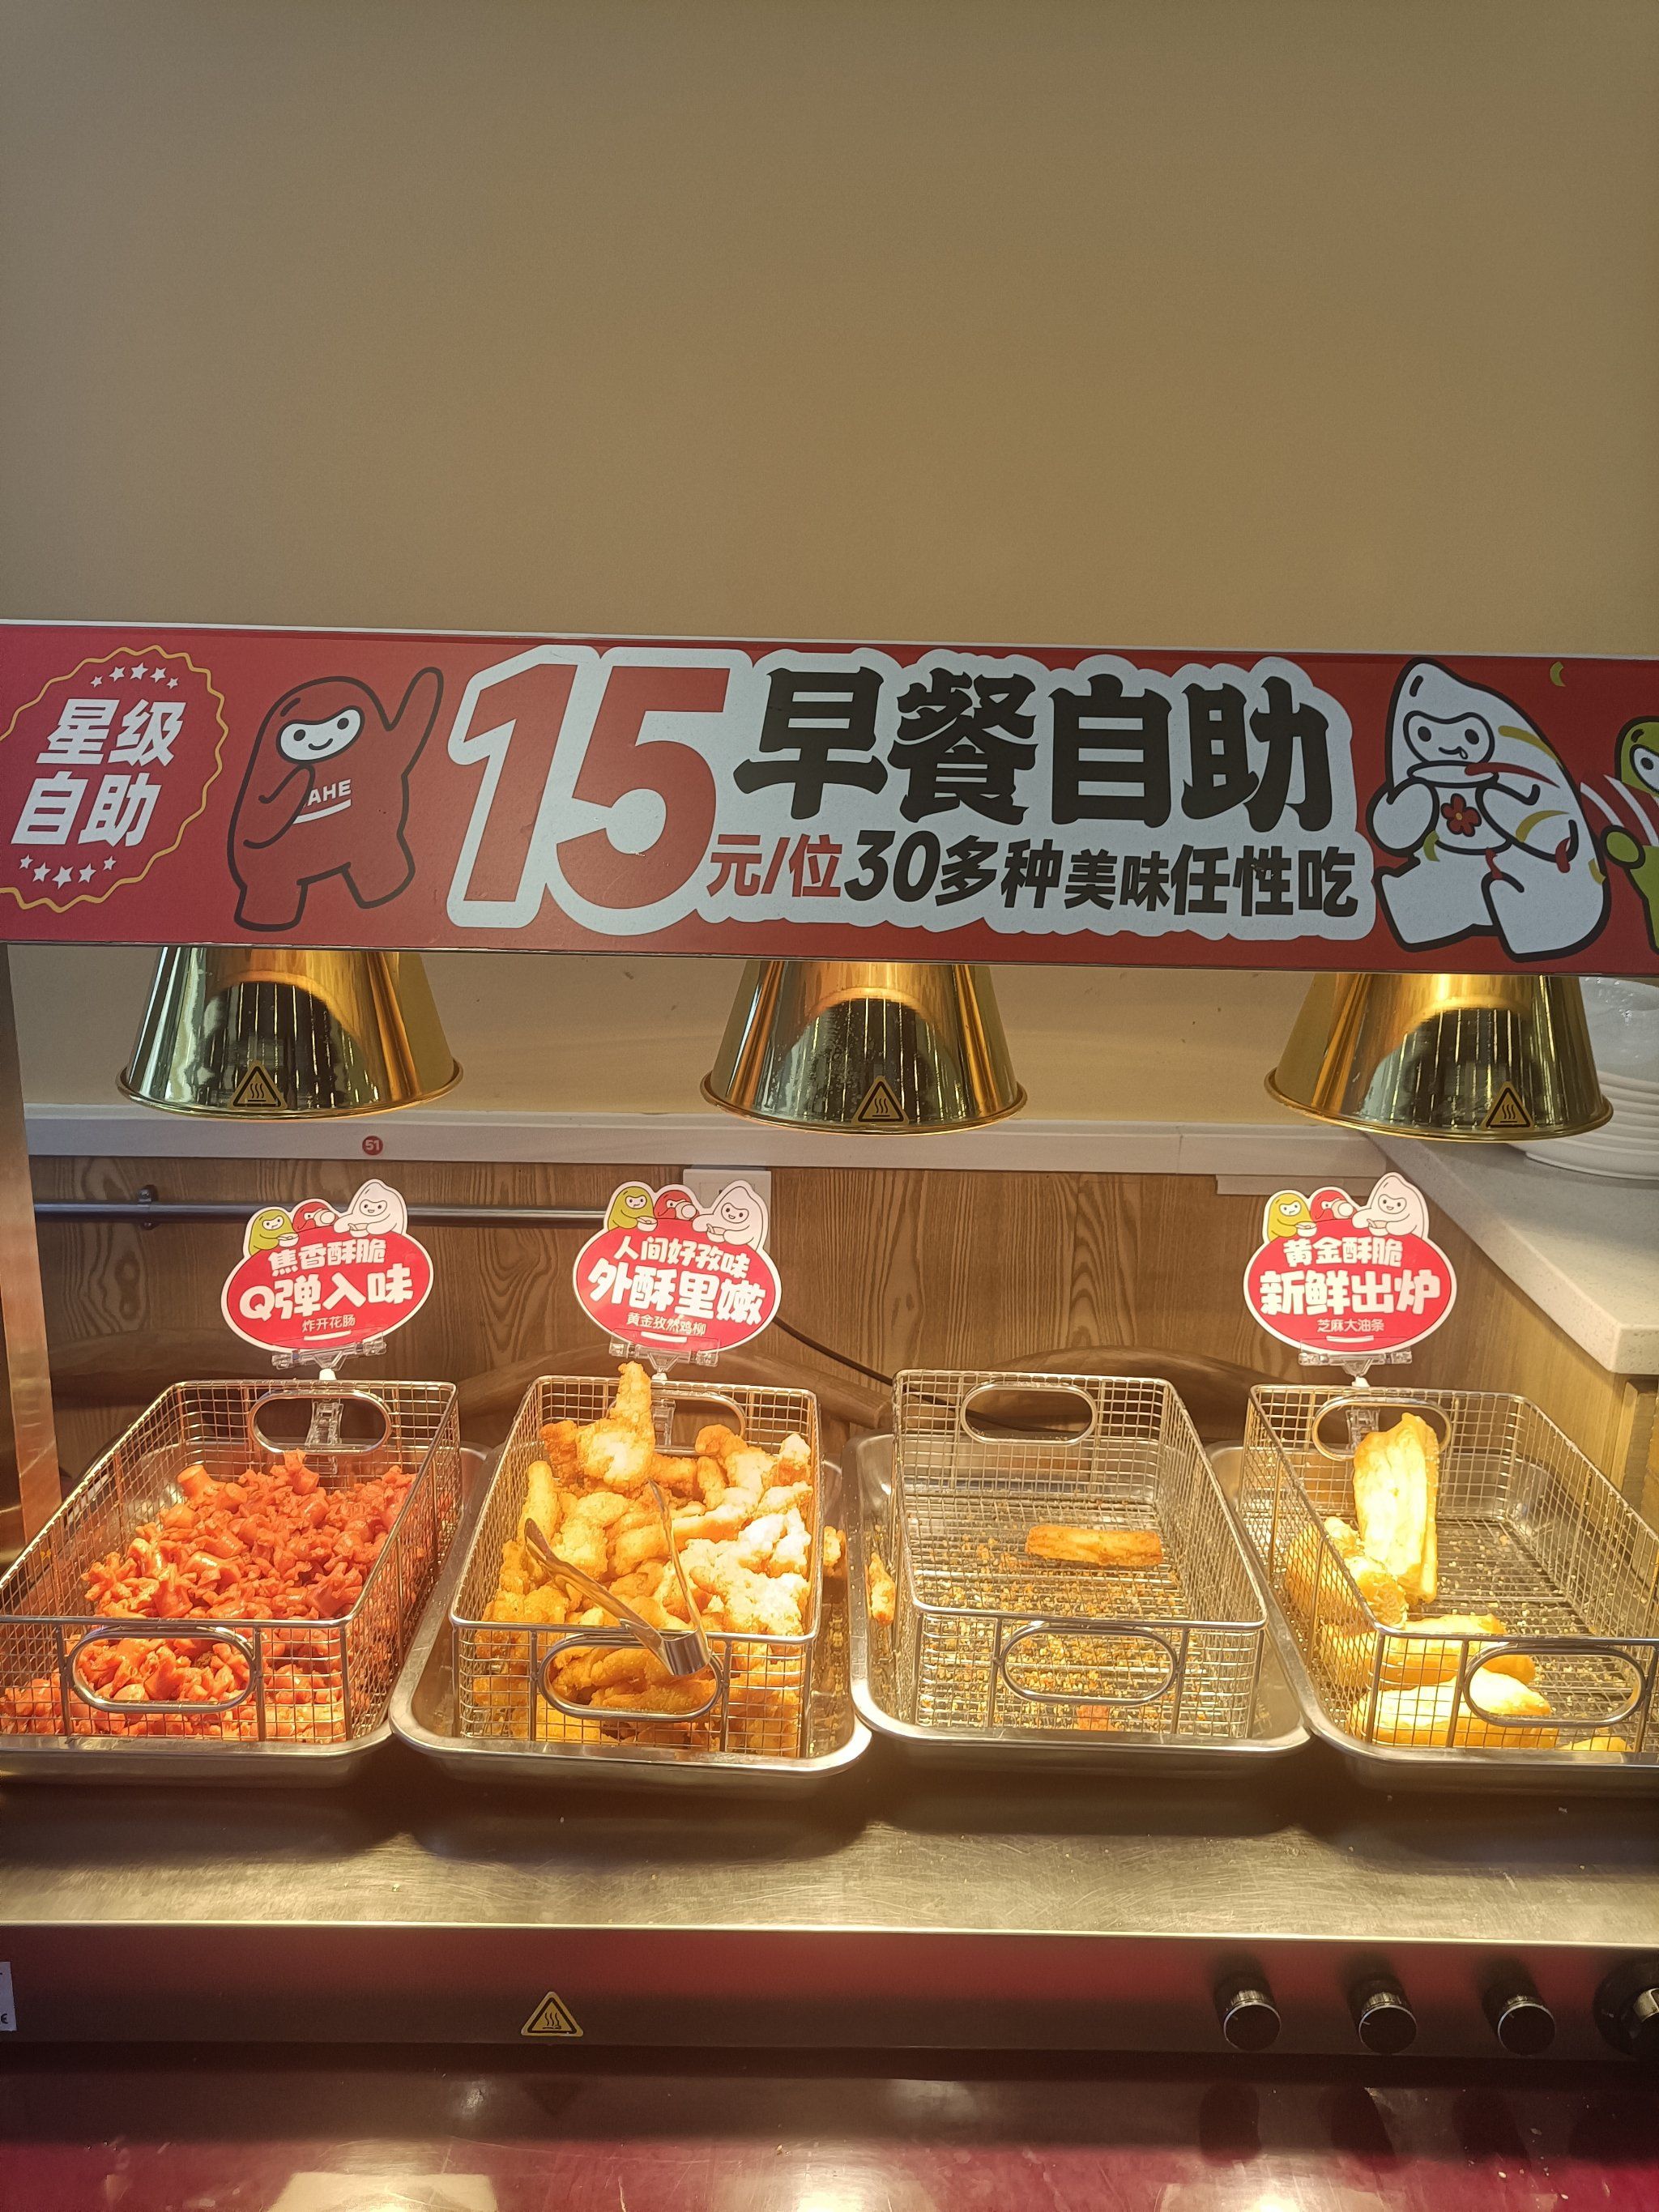 星级
自助
AHE
15
早餐自助
元/位30多种美味任性吃
51
焦香酥脆
Q弹入味
炸开花肠
人间好孜味
外酥里嫩
黄金孜然鸡柳
黄金酥脆
新鲜出炉
芝麻大油条